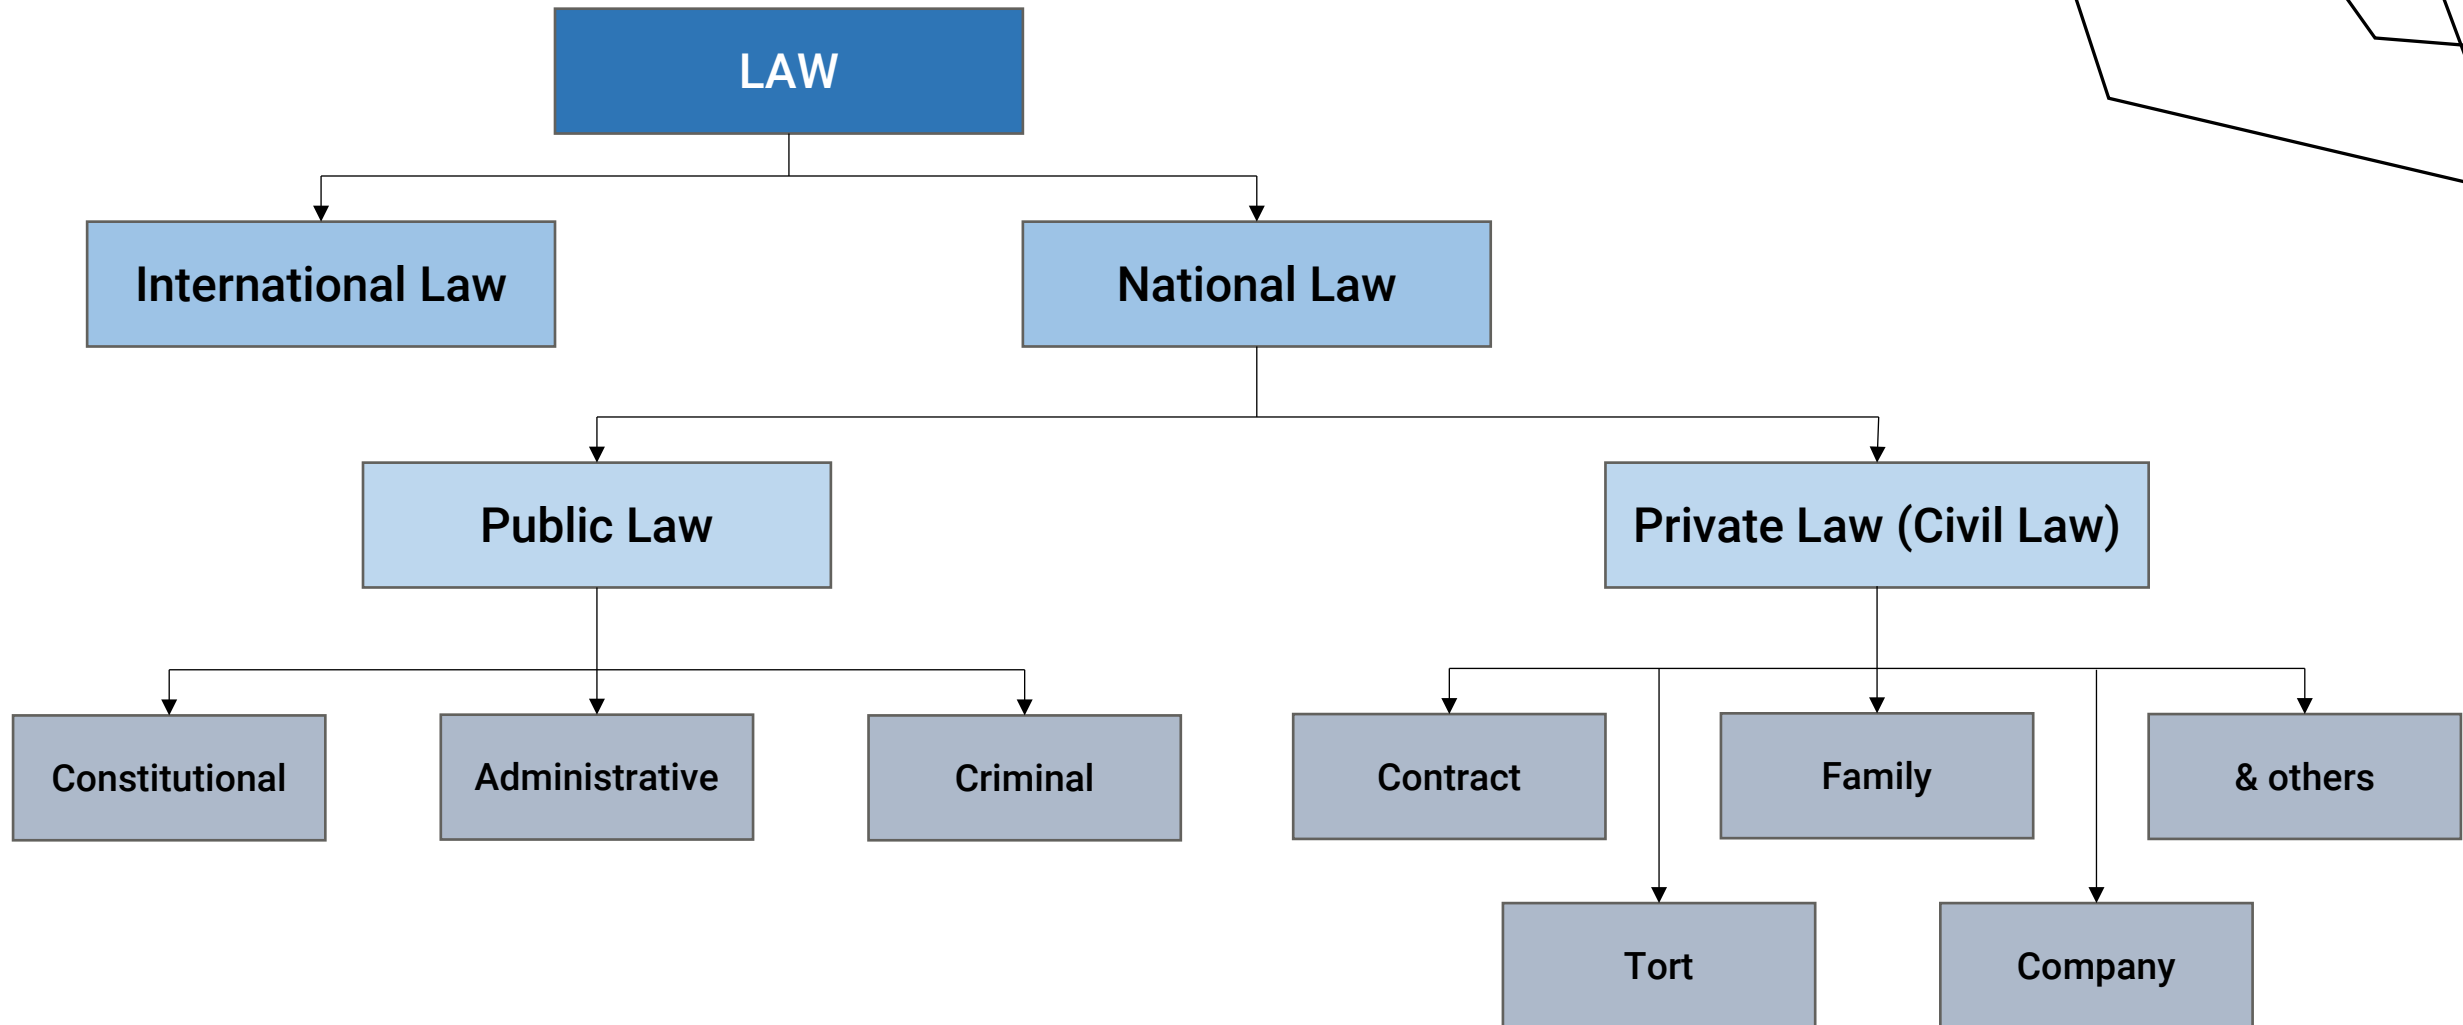 LAW
International Law
National Law
Public Law
Private Law (Civil Law)
Constitutional
Administrative
Criminal
Contract
Family
& others
Tort
Company